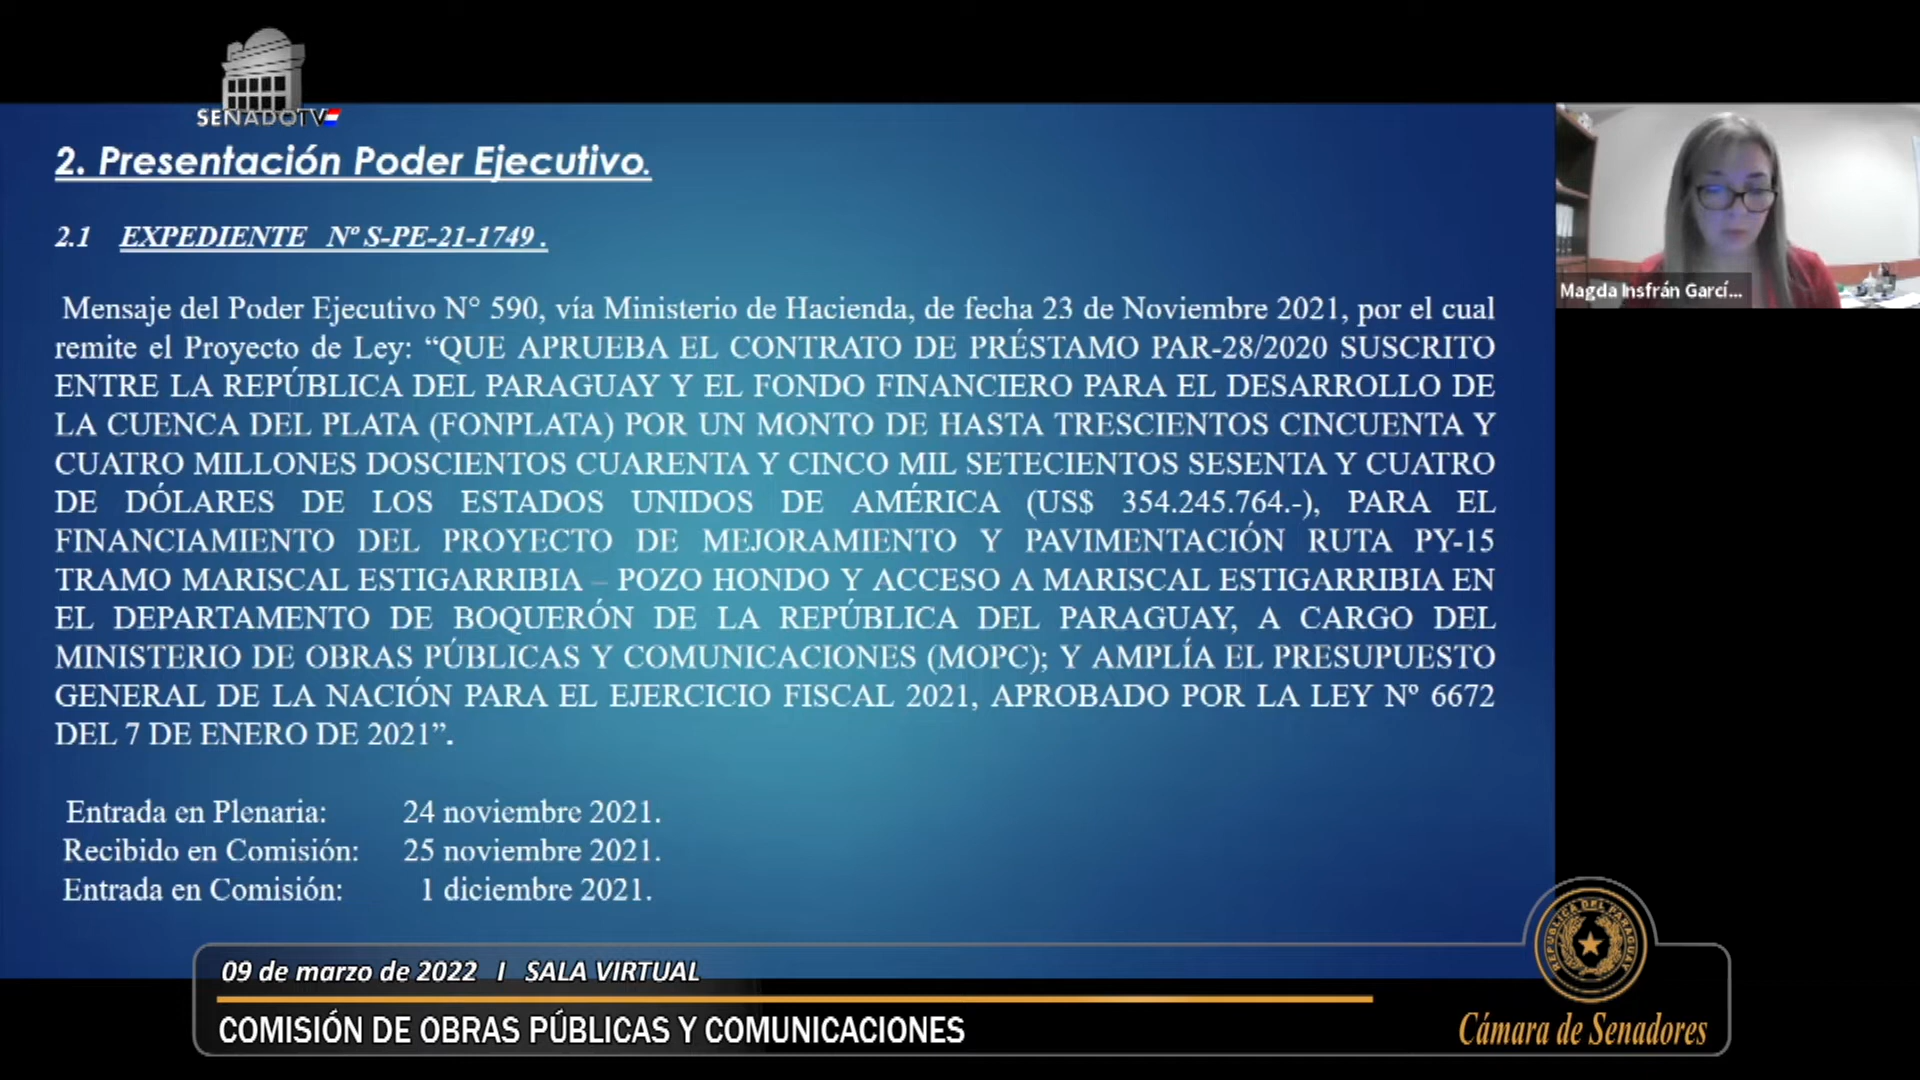 SENADOTV
2. Presentación Poder Ejecutivo.
2.1 EXPEDIENTE Nº S-PE-21-1749 .
Mensaje del Poder Ejecutivo N° 590, vía Ministerio de Hacienda, de fecha 23 de Noviembre 2021, por el cual
remite el Proyecto de Ley: “QUE APRUEBA EL CONTRATO DE PRÉSTAMO PAR-28/2020 SUSCRITO
ENTRE LA REPÚBLICA DEL PARAGUAY Y EL FONDO FINANCIERO PARA EL DESARROLLO DE
LA CUENCA DEL PLATA (FONPLATA) POR UN MONTO DE HASTA TRESCIENTOS CINCUENTA Y
CUATRO MILLONES DOSCIENTOS CUARENTA Y CINCO MIL SETECIENTOS SESENTA Y CUATRO
DE DÓLARES DE LOS ESTADOS UNIDOS DE AMÉRICA (US$ 354.245.764.-), PARA EL
FINANCIAMIENTO DEL PROYECTO DE MEJORAMIENTO Y PAVIMENTACIÓN RUTA PY-15
TRAMO MARISCAL ESTIGARRIBIA – POZO HONDO Y ACCESO A MARISCAL ESTIGARRIBIA EN
EL DEPARTAMENTO DE BOQUERÓN DE LA REPÚBLICA DEL PARAGUAY, A CARGO DEL
MINISTERIO DE OBRAS PÚBLICAS Y COMUNICACIONES (MOPC); Y AMPLÍA EL PRESUPUESTO
GENERAL DE LA NACIÓN PARA EL EJERCICIO FISCAL 2021, APROBADO POR LA LEY Nº 6672
DEL 7 DE ENERO DE 2021”.
Entrada en Plenaria: 24 noviembre 2021.
Recibido en Comisión: 25 noviembre 2021.
Entrada en Comisión: 1 diciembre 2021.
Magda Insfrán Garcí...
09 de marzo de 2022 I SALA VIRTUAL
COMISIÓN DE OBRAS PÚBLICAS Y COMUNICACIONES
REPUBLICA DEL PARAGUAY
Cámara de Senadores